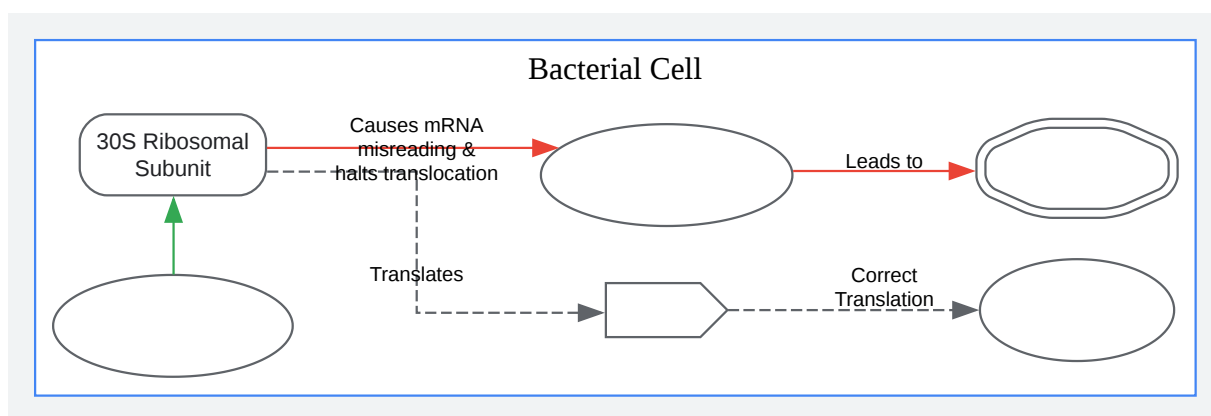 Bacterial Cell
30S Ribosomal
Subunit
Causes mRNA
misreading &
halts translocation
Leads to
Translates
Correct
Translation